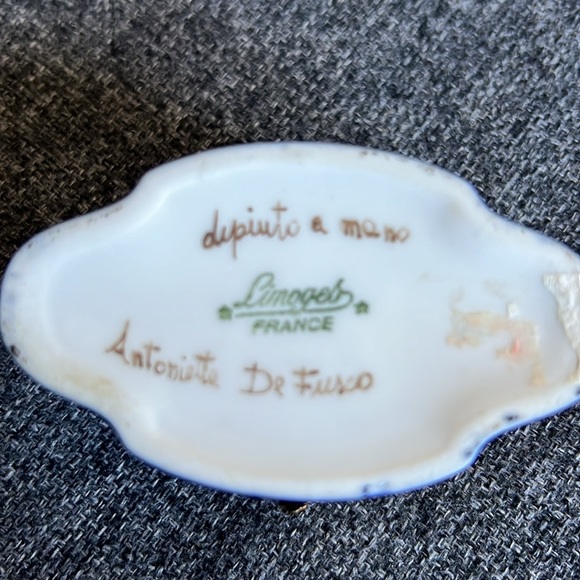 dipinto a mano
Limoges
FRANCE
Antonietta De Fusco